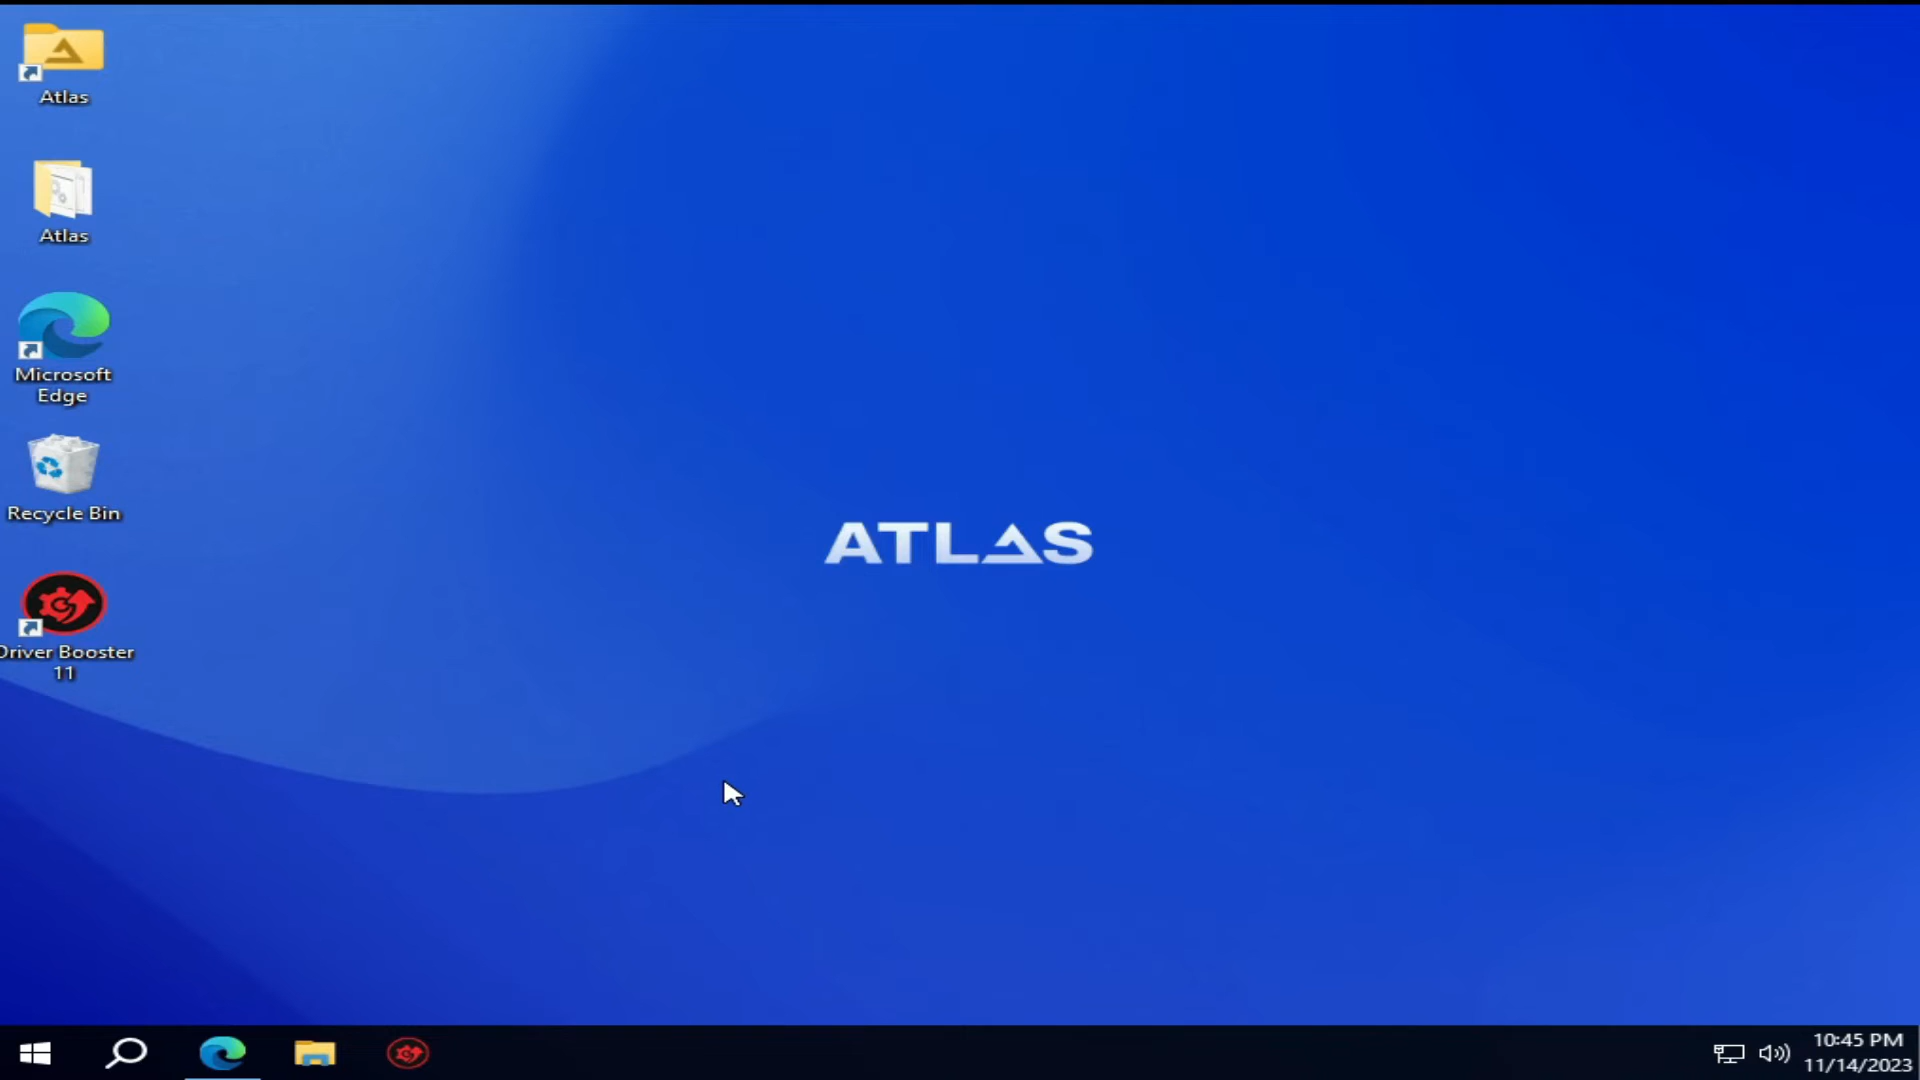 Atlas
Atlas
Microsoft
Edge
Recycle Bin
Driver Booster
11
ATLAS
10:45 PM
11/14/2023